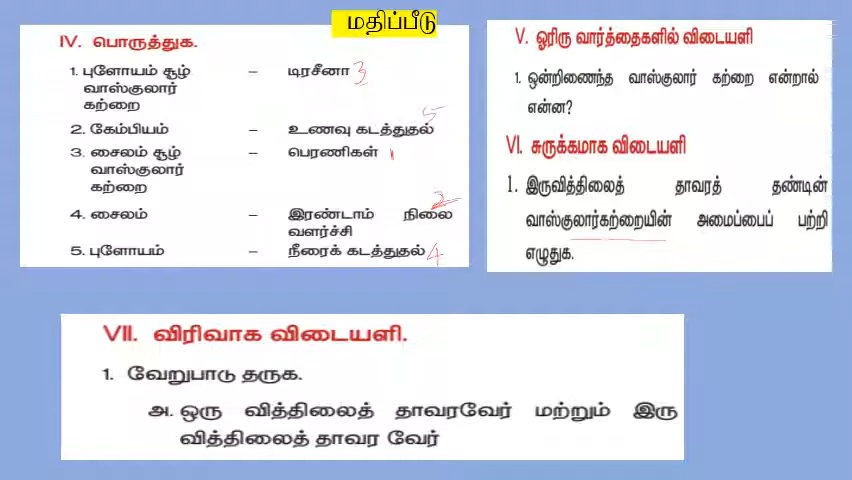 மதிப்பீடு
IV. பொருத்துக.
1. புளோயம் சூழ் – டிரசீனா 3
வாஸ்குலார்
கற்றை
2. கேம்பியம் – உணவு கடத்துதல் 5
3. சைலம் சூழ் – பெரணிகள் 1
வாஸ்குலார்
கற்றை
4. சைலம் – இரண்டாம் நிலை 2
வளர்ச்சி
5. புளோயம் – நீரைக் கடத்துதல் 4
V. ஓரிரு வார்த்தைகளில் விடையளி
1. ஒன்றிணைந்த வாஸ்குலார் கற்றை என்றால்
என்ன?
VI. சுருக்கமாக விடையளி
1. இருவித்திலைத் தாவரத் தண்டின்
வாஸ்குலார்கற்றையின் அமைப்பைப் பற்றி
எழுதுக.
VII. விரிவாக விடையளி.
1. வேறுபாடு தருக.
அ. ஒரு வித்திலைத் தாவரவேர் மற்றும் இரு
வித்திலைத் தாவர வேர்